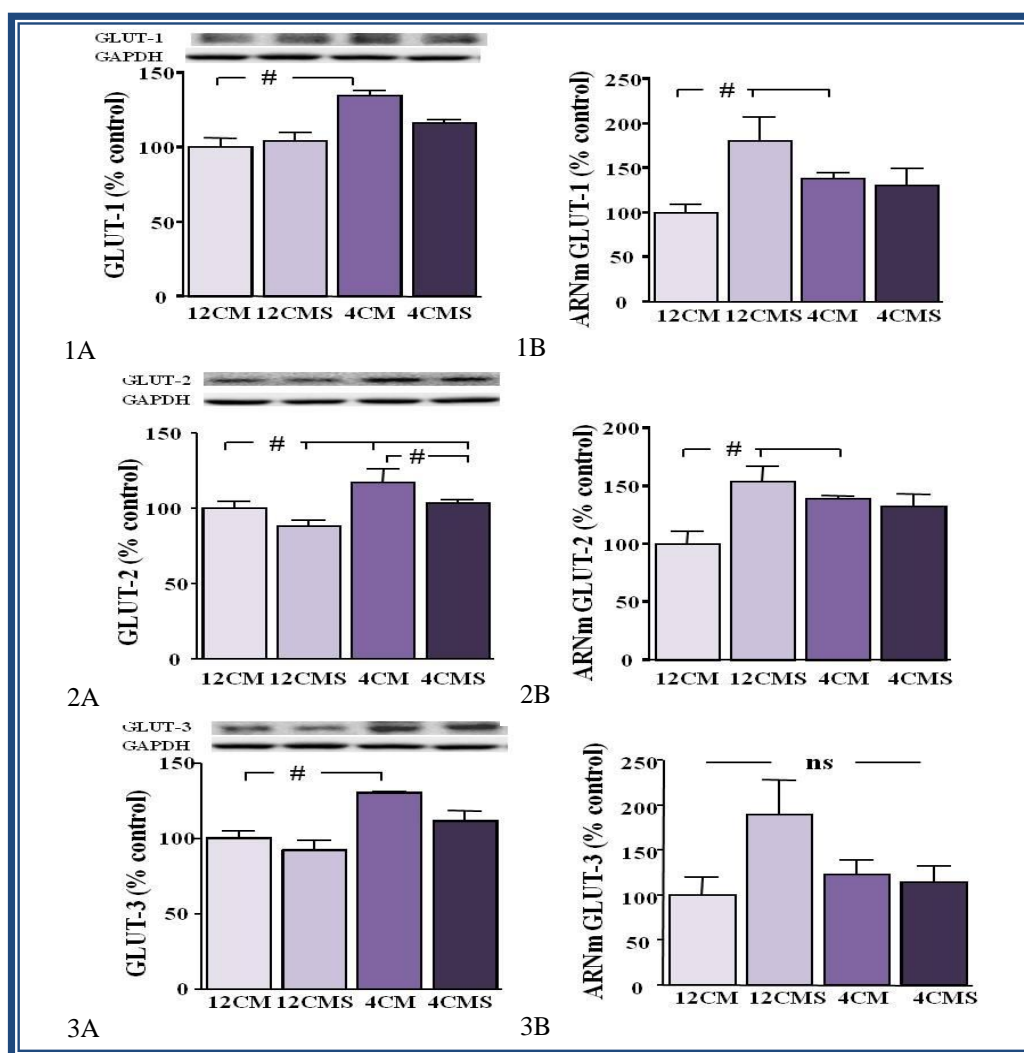 GLUT-1
GAPDH
#
GLUT-1 (% control)
150
100
50
0
12CM 12CMS 4CM 4CMS
1A
#
ARNm GLUT-1 (% control)
250
200
150
100
50
0
12CM 12CMS 4CM 4CMS
1B
GLUT-2
GAPDH
#
#
GLUT-2 (% control)
150
100
50
0
12CM 12CMS 4CM 4CMS
2A
#
ARNm GLUT-2 (% control)
200
150
100
50
0
12CM 12CMS 4CM 4CMS
2B
GLUT-3
GAPDH
#
GLUT-3 (% control)
150
100
50
0
12CM 12CMS 4CM 4CMS
3A
ns
ARNm GLUT-3 (% control)
250
200
150
100
50
0
12CM 12CMS 4CM 4CMS
3B